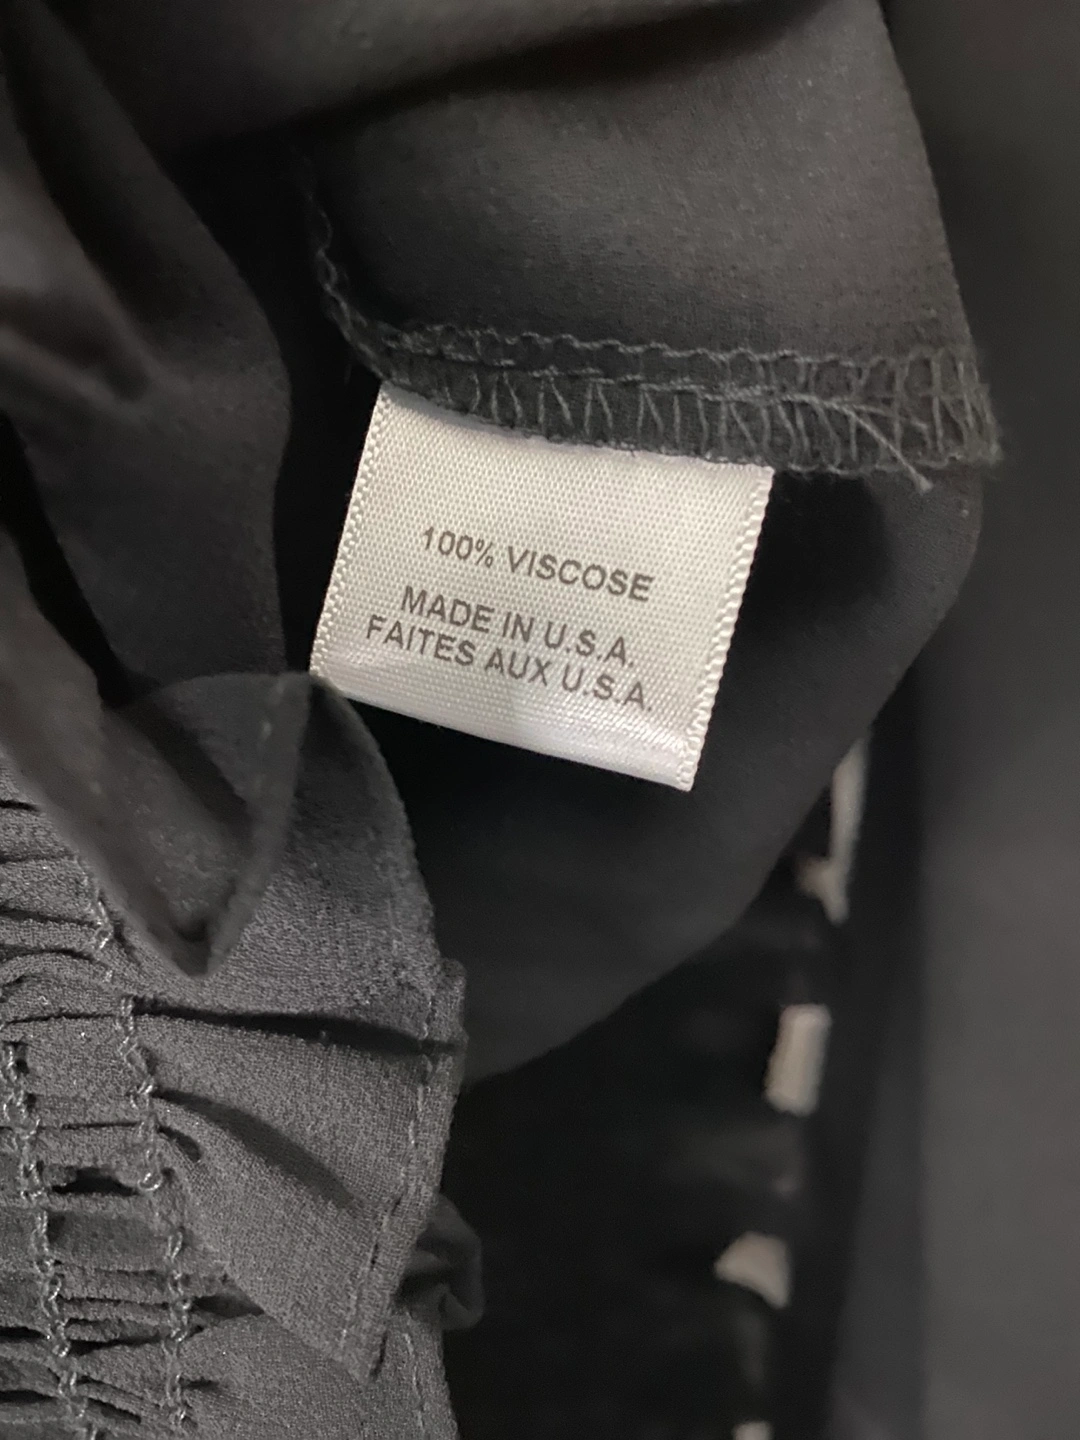 100% VISCOSE
MADE IN U.S.A.
FAITES AUX U.S.A.